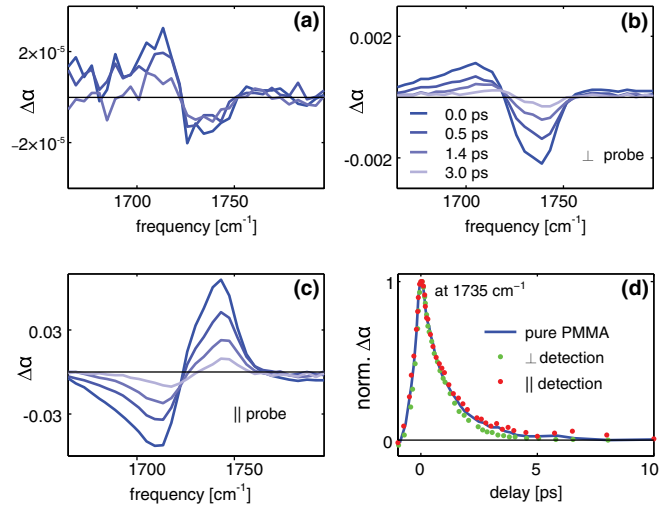 (a)
2×10⁻⁵
0
-2×10⁻⁵
Δα
1700
1750
frequency [cm⁻¹]
(b)
0.002
0
-0.002
Δα
0.0 ps
0.5 ps
1.4 ps
3.0 ps
⊥ probe
1700
1750
frequency [cm⁻¹]
(c)
0.03
0
-0.03
Δα
|| probe
1700
1750
frequency [cm⁻¹]
(d)
at 1735 cm⁻¹
1
0
norm. Δα
pure PMMA
⊥ detection
|| detection
0
5
10
delay [ps]